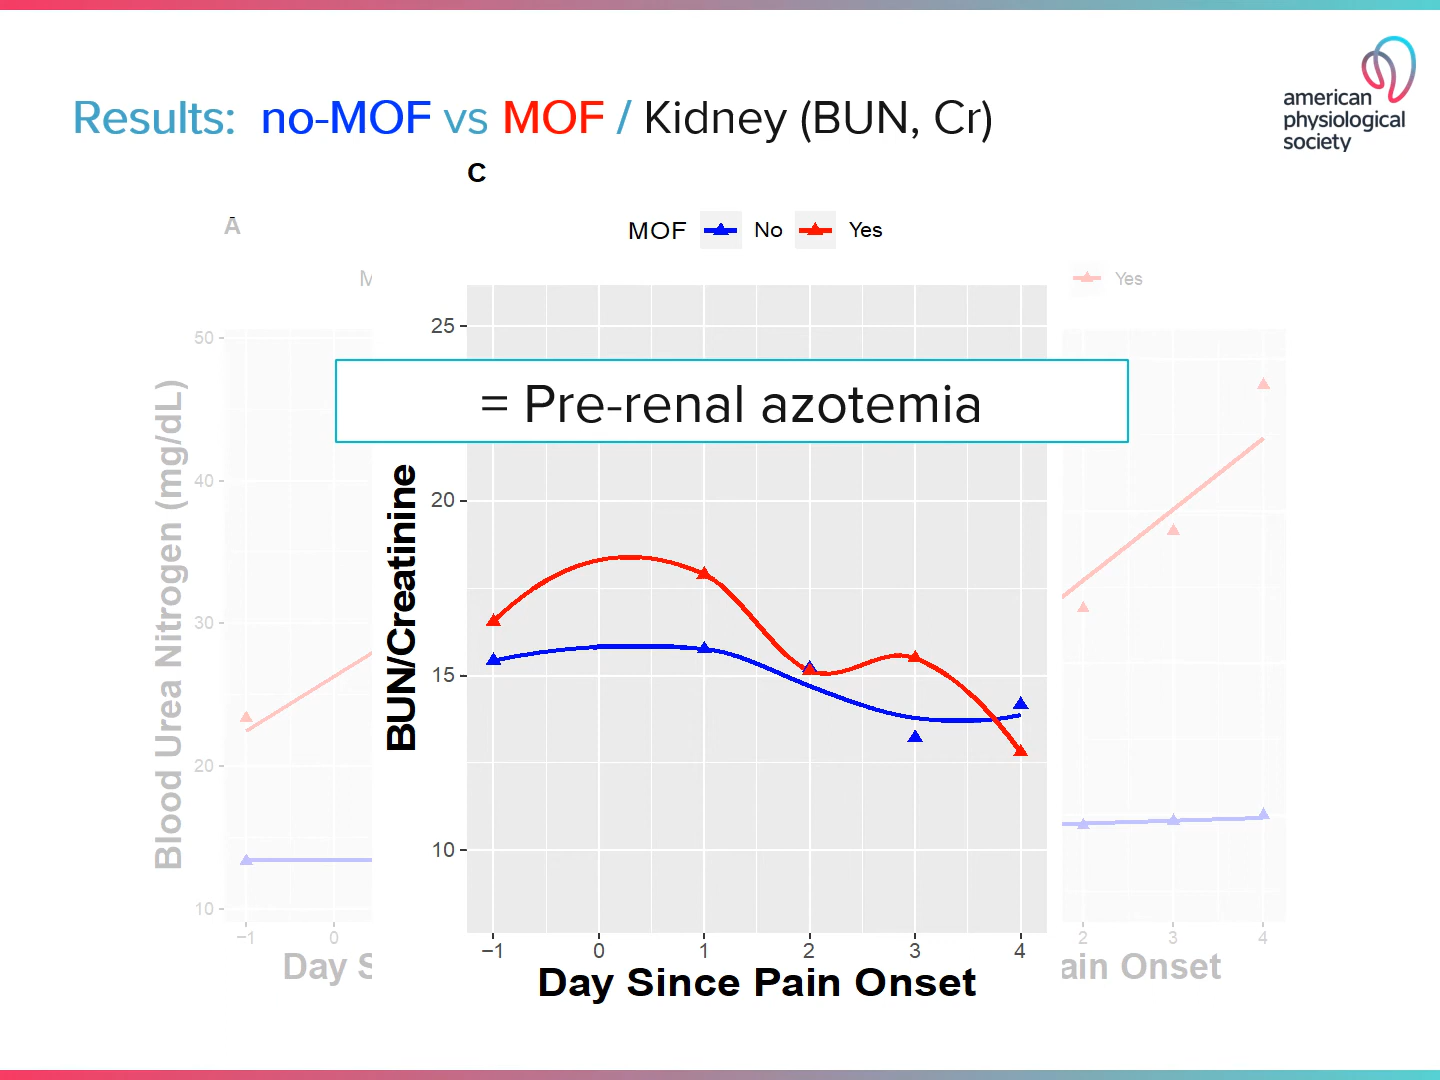 american
physiological
society
Results: no-MOF vs MOF / Kidney (BUN, Cr)
C
A
MOF No Yes
M
Yes
25
50
= Pre-renal azotemia
20
40
BUN/Creatinine
Blood Urea Nitrogen (mg/dL)
30
15
20
10
10
−1 0 1 2 3 4
−1 0
2 3 4
Day Since Pain Onset
Day S
ain Onset